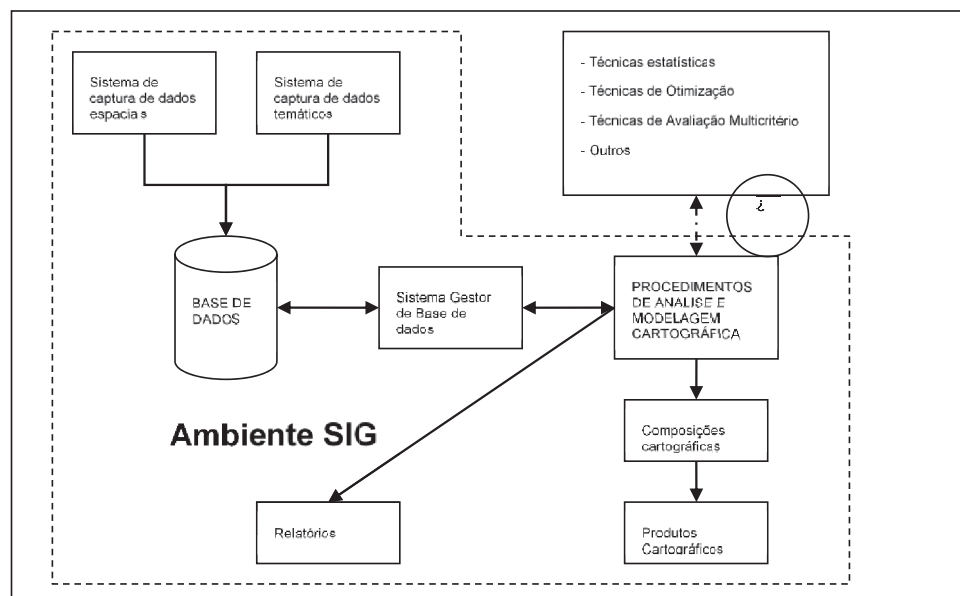 Sistema de
captura de dados
espaciais
Sistema de
captura de dados
temáticos
- Técnicas estatísticas
- Técnicas de Otimização
- Técnicas de Avaliação Multicritério
- Outros
¿
BASE DE
DADOS
Sistema Gestor
de Base de
dados
PROCEDIMENTOS
DE ANALISE E
MODELAGEM
CARTOGRÁFICA
Ambiente SIG
Composições
cartográficas
Relatórios
Produtos
Cartográficos